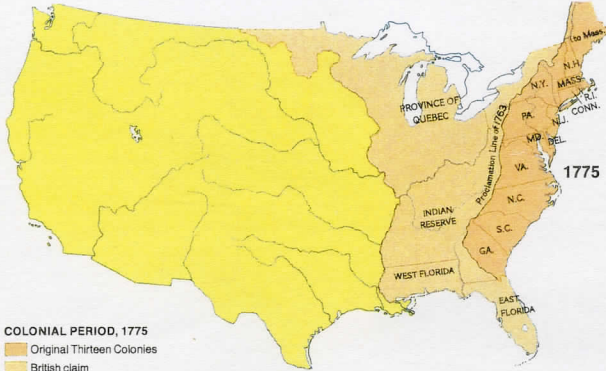 (to Mass.
N.H.
N.Y.
MASS.
R.I.
CONN.
PROVINCE OF
QUEBEC
Proclamation Line of 1763
PA.
N.J.
MD.
DEL.
1775
VA.
INDIAN
RESERVE
N.C.
S.C.
GA.
WEST FLORIDA
EAST
FLORIDA
COLONIAL PERIOD, 1775
Original Thirteen Colonies
British claim